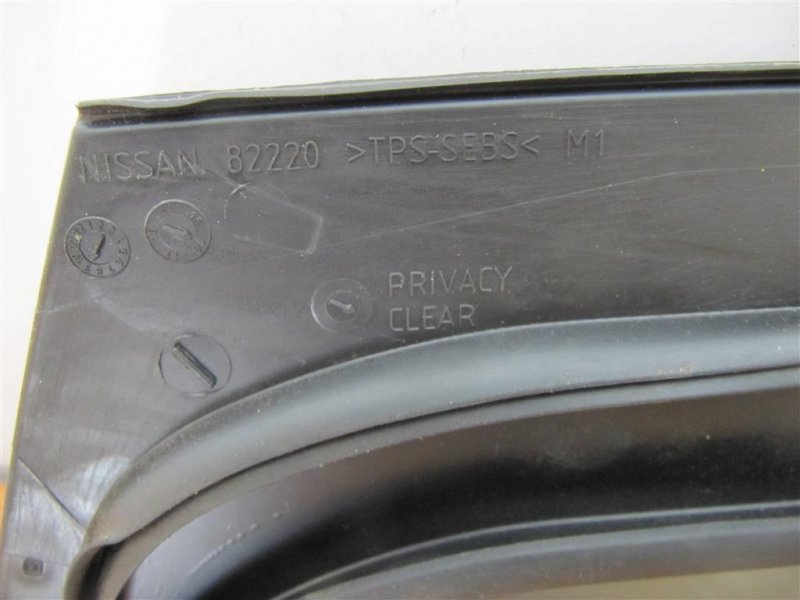 NISSAN 82220 >TPS-SEBS< M1
PRIVACY
CLEAR